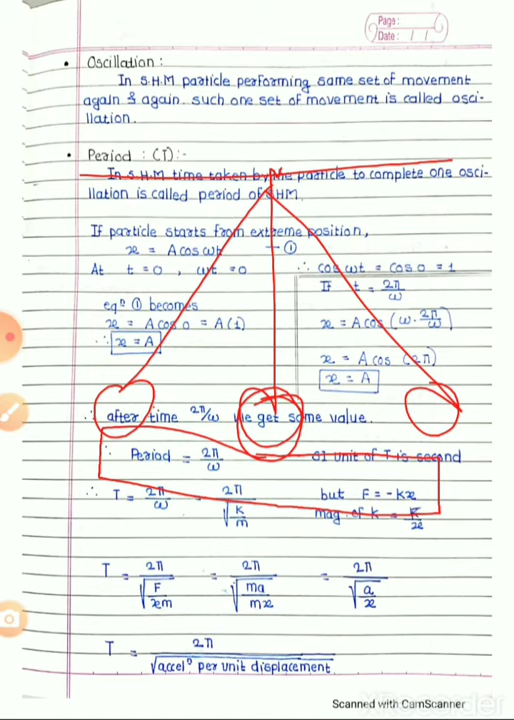 Page :
Date : / /
• Oscillation :
In S.H.M particle performing same set of movement
again & again. such one set of movement is called osci-
llation.
• Period : (T) :-
In S.H.M time taken by the particle to complete one osci-
llation is called period of SHM.
If particle starts from extreme position,
x = A cos ωt — ①
At t = 0 , ωt = 0 ∴ cos ωt = cos 0 = 1
If t = 2π/ω
eqⁿ ① becomes
x = A cos 0 = A(1) x = A cos (ω · 2π/ω)
∴ x = A
x = A cos (2π)
x = A
∴ after time 2π/ω we get same value.
∴ Period = 2π/ω SI unit of T is second
∴ T = 2π/ω = 2π/√(k/m) but F = -kx
mag. of k = F/x
T = 2π/√(F/xm) = 2π/√(ma/mx) = 2π/√(a/x)
T = 2π/√(accelⁿ per unit displacement)
Scanned with CamScanner
XRecorder